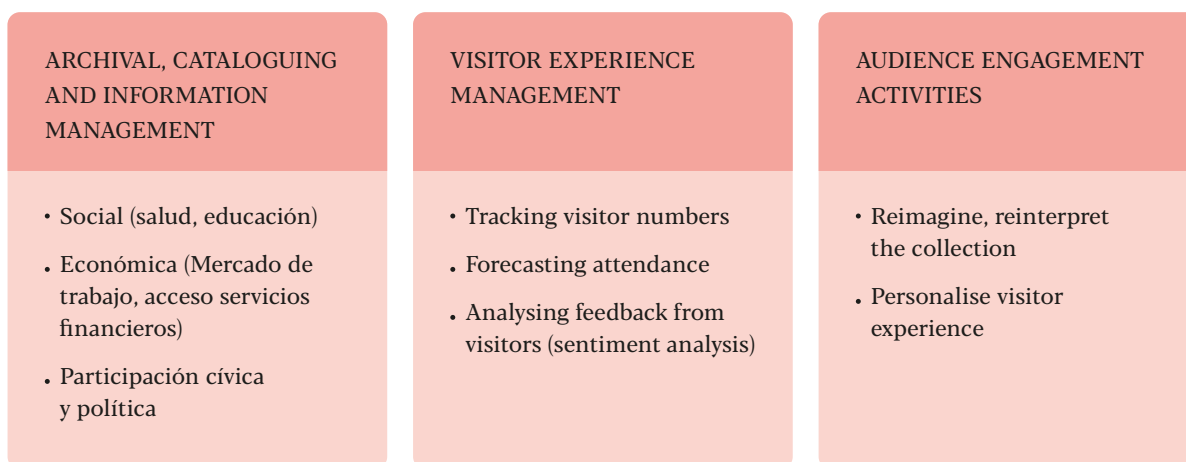 ARCHIVAL, CATALOGUING
AND INFORMATION
MANAGEMENT
• Social (salud, educación)
• Económica (Mercado de
trabajo, acceso servicios
financieros)
• Participación cívica
y política
VISITOR EXPERIENCE
MANAGEMENT
• Tracking visitor numbers
• Forecasting attendance
• Analysing feedback from
visitors (sentiment analysis)
AUDIENCE ENGAGEMENT
ACTIVITIES
• Reimagine, reinterpret
the collection
• Personalise visitor
experience